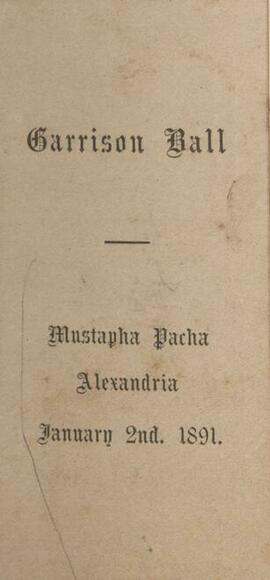 Garrison Ball
Mustapha Pacha
Alexandria
January 2nd. 1891.